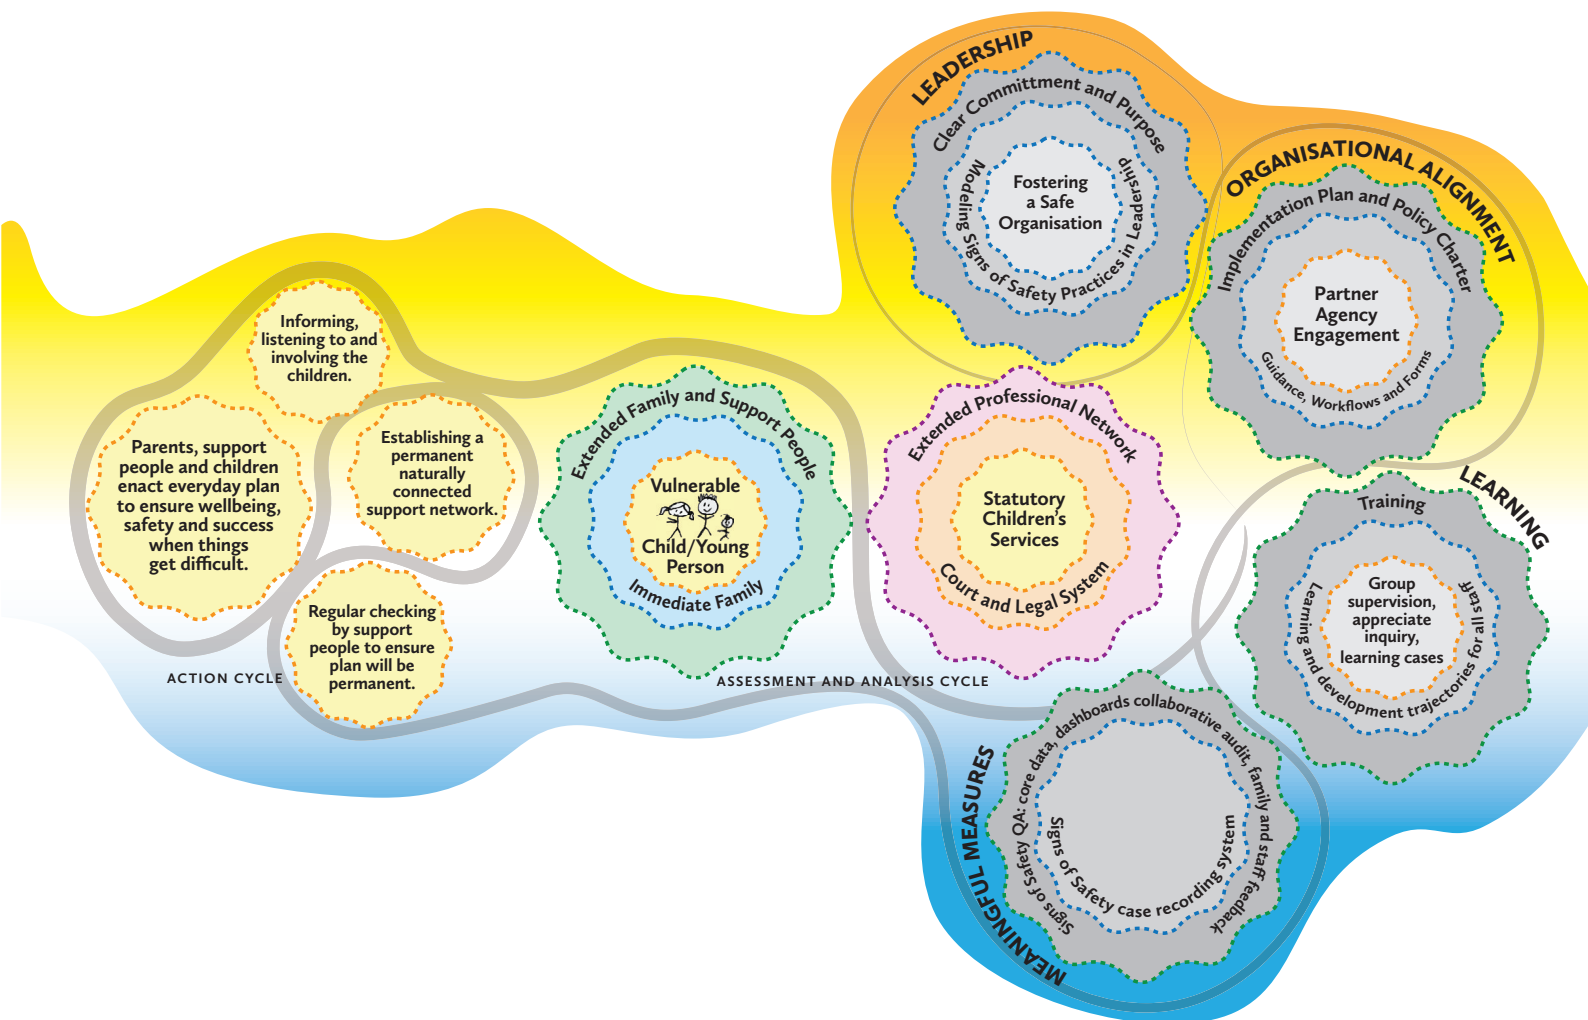 LEADERSHIP
Clear Committment and Purpose
Modeling Signs of Safety Practices in Leadership
Fostering
a Safe
Organisation
ORGANISATIONAL ALIGNMENT
Implementation Plan and Policy Charter
Partner
Agency
Engagement
Guidance, Workflows and Forms
Informing,
listening to and
involving the
children.
Parents, support
people and children
enact everyday plan
to ensure wellbeing,
safety and success
when things
get difficult.
Establishing a
permanent
naturally
connected
support network.
Regular checking
by support
people to ensure
plan will be
permanent.
ACTION CYCLE
Extended Family and Support People
Vulnerable
Child/Young
Person
Immediate Family
Extended Professional Network
Statutory
Children's
Services
Court and Legal System
ASSESSMENT AND ANALYSIS CYCLE
LEARNING
Training
Group
supervision,
appreciate
inquiry,
learning cases
Learning and development trajectories for all staff
MEANINGFUL MEASURES
Signs of Safety QA: core data, dashboards collaborative audit, family and staff feedback
Signs of Safety case recording system